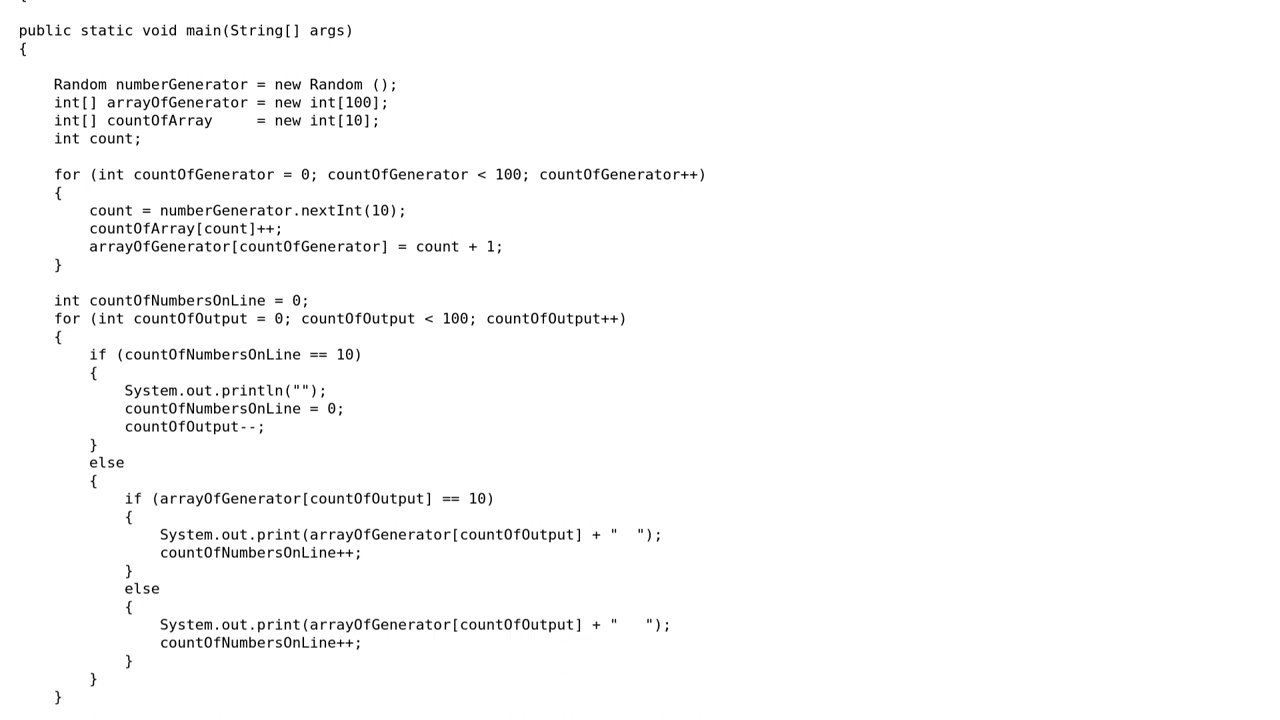 {
public static void main(String[] args)
{
    Random numberGenerator = new Random ();
    int[] arrayOfGenerator = new int[100];
    int[] countOfArray     = new int[10];
    int count;
    for (int countOfGenerator = 0; countOfGenerator < 100; countOfGenerator++)
    {
        count = numberGenerator.nextInt(10);
        countOfArray[count]++;
        arrayOfGenerator[countOfGenerator] = count + 1;
    }
    int countOfNumbersOnLine = 0;
    for (int countOfOutput = 0; countOfOutput < 100; countOfOutput++)
    {
        if (countOfNumbersOnLine == 10)
        {
            System.out.println("");
            countOfNumbersOnLine = 0;
            countOfOutput--;
        }
        else
        {
            if (arrayOfGenerator[countOfOutput] == 10)
            {
                System.out.print(arrayOfGenerator[countOfOutput] + "  ");
                countOfNumbersOnLine++;
            }
            else
            {
                System.out.print(arrayOfGenerator[countOfOutput] + "   ");
                countOfNumbersOnLine++;
            }
        }
    }